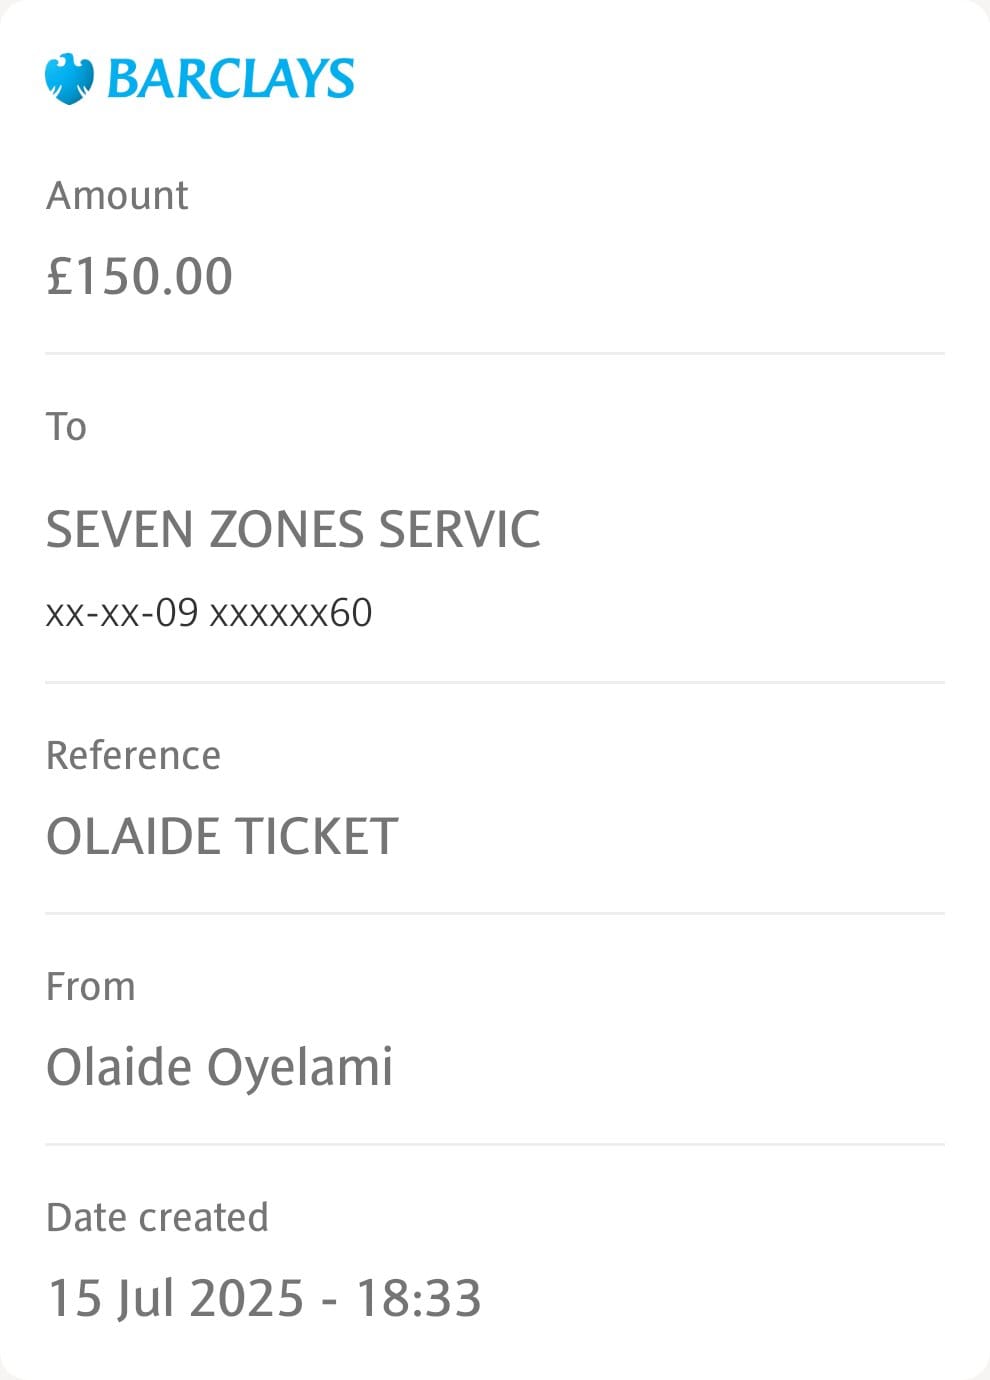 BARCLAYS
Amount
£150.00
To
SEVEN ZONES SERVIC
xx-xx-09 xxxxxx60
Reference
OLAIDE TICKET
From
Olaide Oyelami
Date created
15 Jul 2025 - 18:33